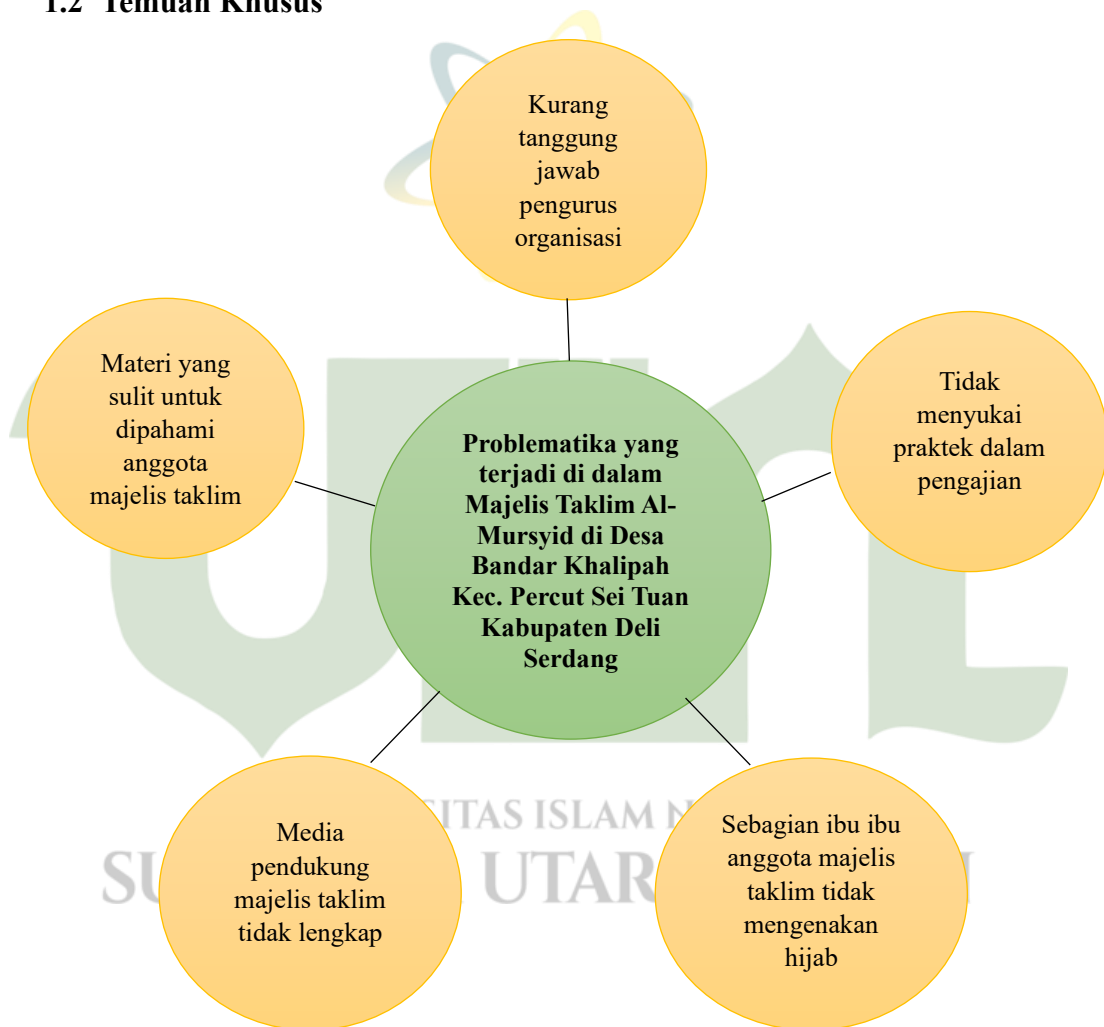 1.2 Temuan Khusus
Kurang
tanggung
jawab
pengurus
organisasi
Materi yang
sulit untuk
dipahami
anggota
majelis taklim
Tidak
menyukai
praktek dalam
pengajian
Problematika yang
terjadi di dalam
Majelis Taklim Al-
Mursyid di Desa
Bandar Khalipah
Kec. Percut Sei Tuan
Kabupaten Deli
Serdang
Media
pendukung
majelis taklim
tidak lengkap
Sebagian ibu ibu
anggota majelis
taklim tidak
mengenakan
hijab
ISLAM